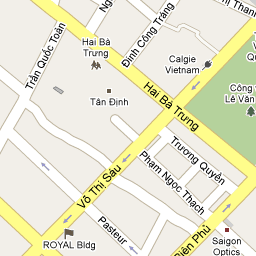 Hai Bà
Trưng
Đinh Công Tráng
Calgie
Vietnam
Trần Quốc Toản
Tân Định
Hai Bà Trưng
Công v
Lê Văn
Trương Quyền
Phạm Ngọc Thạch
Võ Thị Sáu
Pasteur
ROYAL Bldg
Điện Phủ
Saigon
Optics